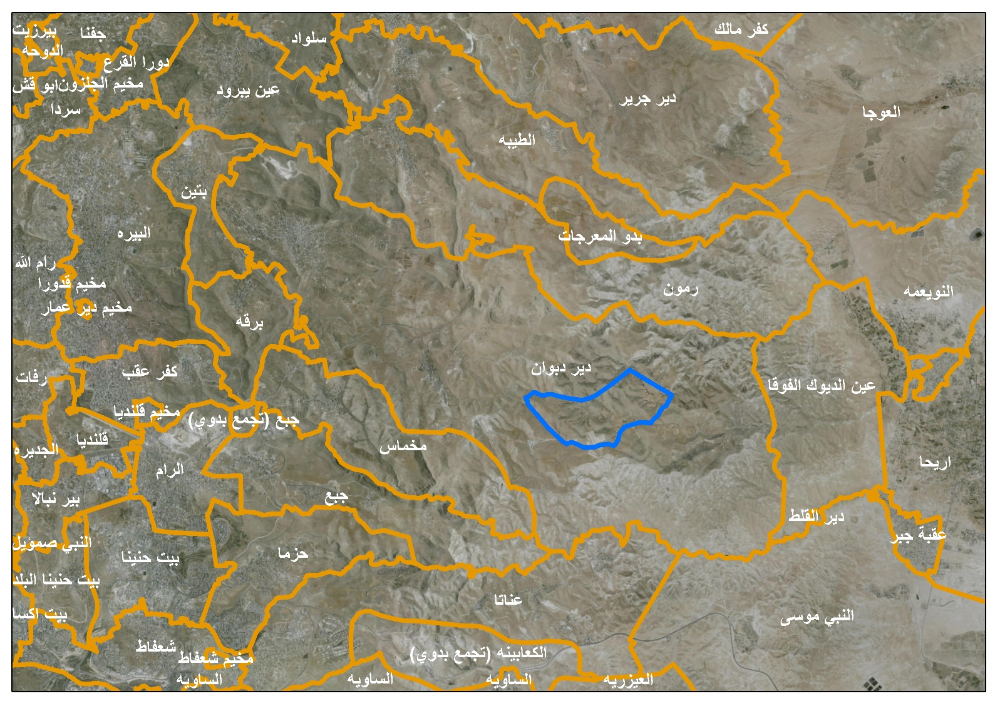 كفر مالك
بيرزيت
جفنا
سلواد
الدوحه
دورا القرع
ابو قش
مخيم الجلزون
عين يبرود
دير جرير
سردا
العوجا
الطيبه
بتين
البيره
بدو المعرجات
رام الله
مخيم قدورا
رمون
النويعمه
مخيم دير عمار
برقه
رفات
كفر عقب
دير دبوان
عين الديوك الفوقا
مخيم قلنديا
جبع (تجمع بدوي)
قلنديا
الجديره
مخماس
الرام
اريحا
بير نبالا
جبع
دير القلط
عقبة جبر
النبي صموئيل
بيت حنينا
حزما
بيت حنينا البلد
عناتا
بيت اكسا
النبي موسى
شعفاط
مخيم شعفاط
الكعابينه (تجمع بدوي)
الساويه
الساويه
الساويه
العيزريه